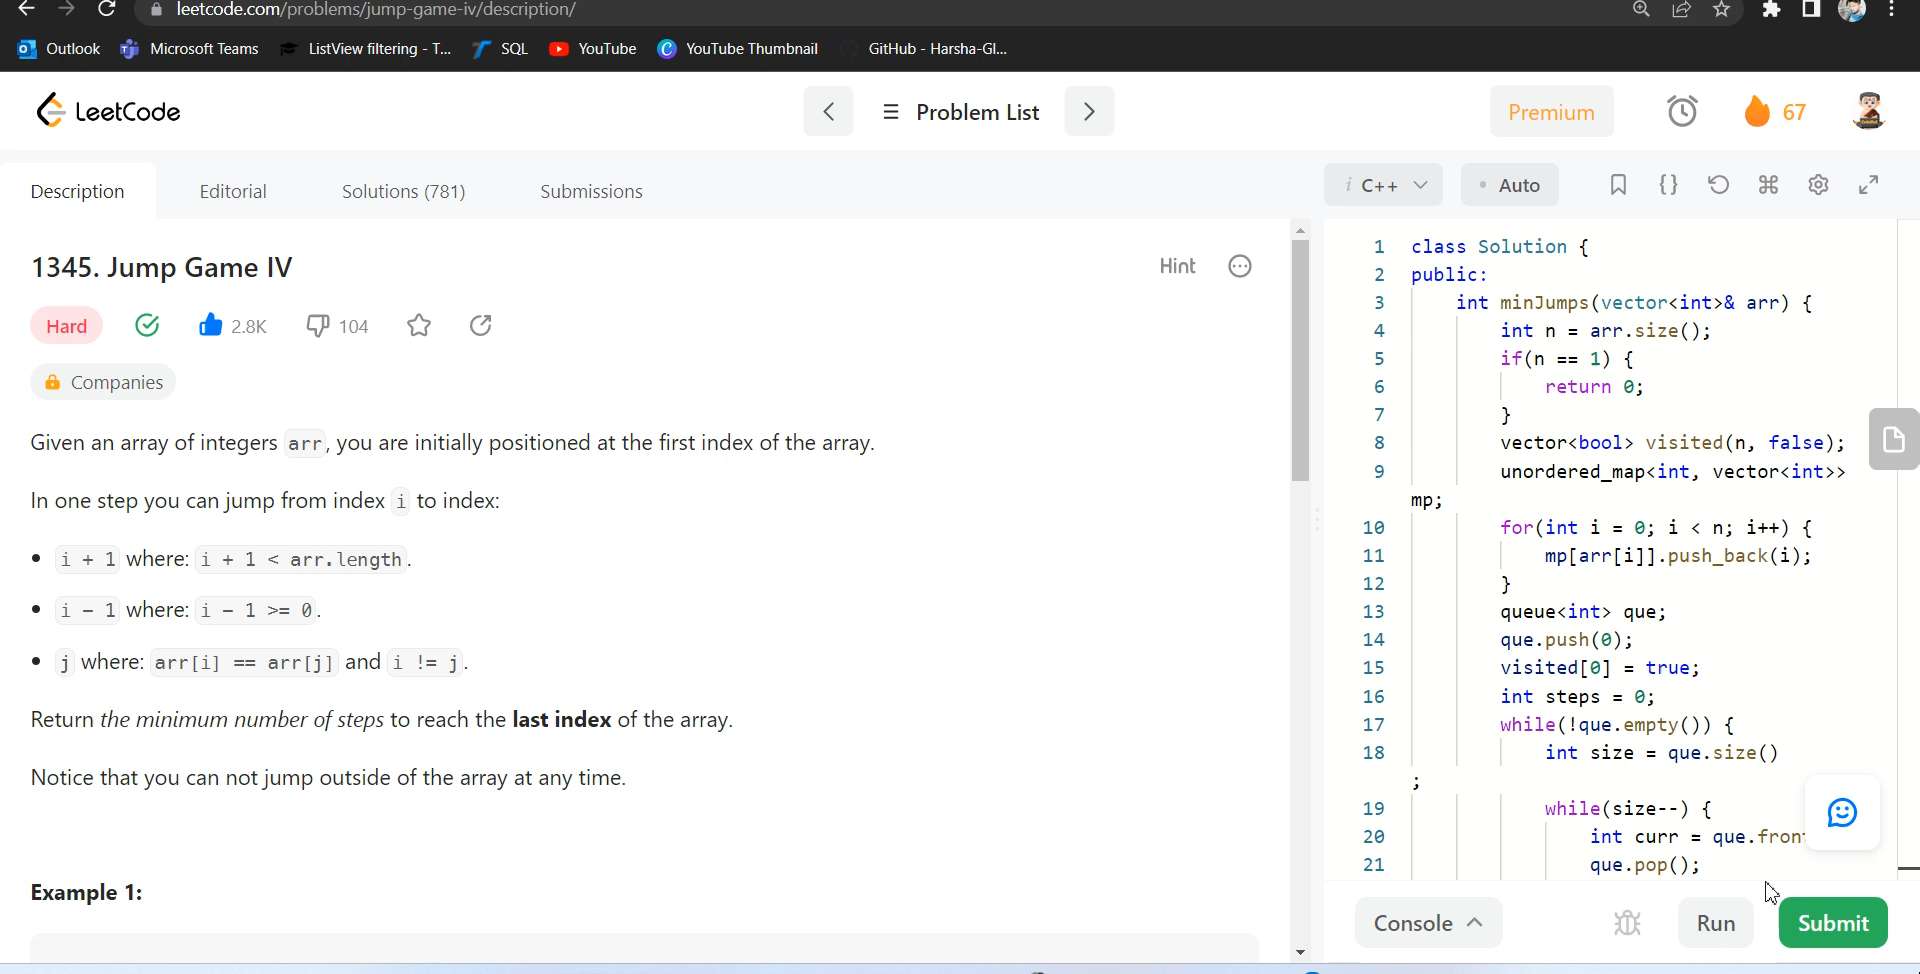 leetcode.com/problems/jump-game-iv/description/
Outlook Microsoft Teams ListView filtering - T... SQL YouTube YouTube Thumbnail GitHub - Harsha-Gl...
LeetCode Problem List Premium 67
Description Editorial Solutions (781) Submissions
i C++ Auto
1345. Jump Game IV
Hint
Hard 2.8K 104
Companies
Given an array of integers arr, you are initially positioned at the first index of the array.
In one step you can jump from index i to index:
• i + 1 where: i + 1 < arr.length.
• i - 1 where: i - 1 >= 0.
• j where: arr[i] == arr[j] and i != j.
Return the minimum number of steps to reach the last index of the array.
Notice that you can not jump outside of the array at any time.
Example 1:
1 class Solution {
2 public:
3 int minJumps(vector<int>& arr) {
4 int n = arr.size();
5 if(n == 1) {
6 return 0;
7 }
8 vector<bool> visited(n, false);
9 unordered_map<int, vector<int>>
mp;
10 for(int i = 0; i < n; i++) {
11 mp[arr[i]].push_back(i);
12 }
13 queue<int> que;
14 que.push(0);
15 visited[0] = true;
16 int steps = 0;
17 while(!que.empty()) {
18 int size = que.size()
;
19 while(size--) {
20 int curr = que.fron
21 que.pop();
Console Run Submit